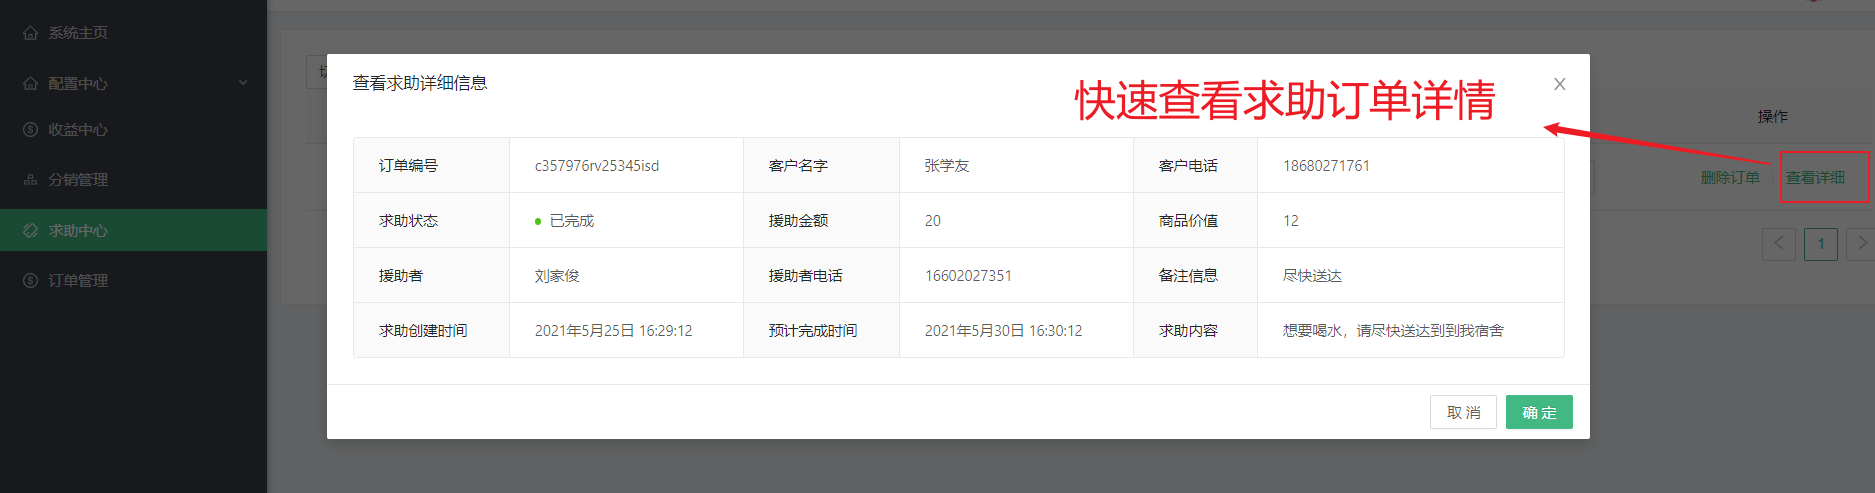 系统主页
配置中心
收益中心
分销管理
求助中心
订单管理
查看求助详细信息
X
快速查看求助订单详情
订单编号 c357976rv25345isd 客户名字 张学友 客户电话 18680271761
求助状态 已完成 援助金额 20 商品价值 12
援助者 刘家俊 援助者电话 16602027351 备注信息 尽快送达
求助创建时间 2021年5月25日 16:29:12 预计完成时间 2021年5月30日 16:30:12 求助内容 想要喝水，请尽快送达到到我宿舍
取 消 确 定
操作
删除订单 查看详细
< 1 >